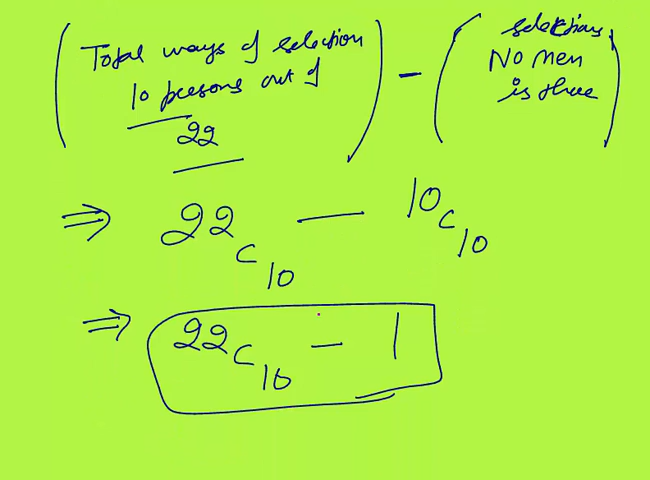 Total ways of selection
10 persons out of
22
—
selections
No men
is there
⇒ 22C10 — 10C10
⇒ 22C10 — 1